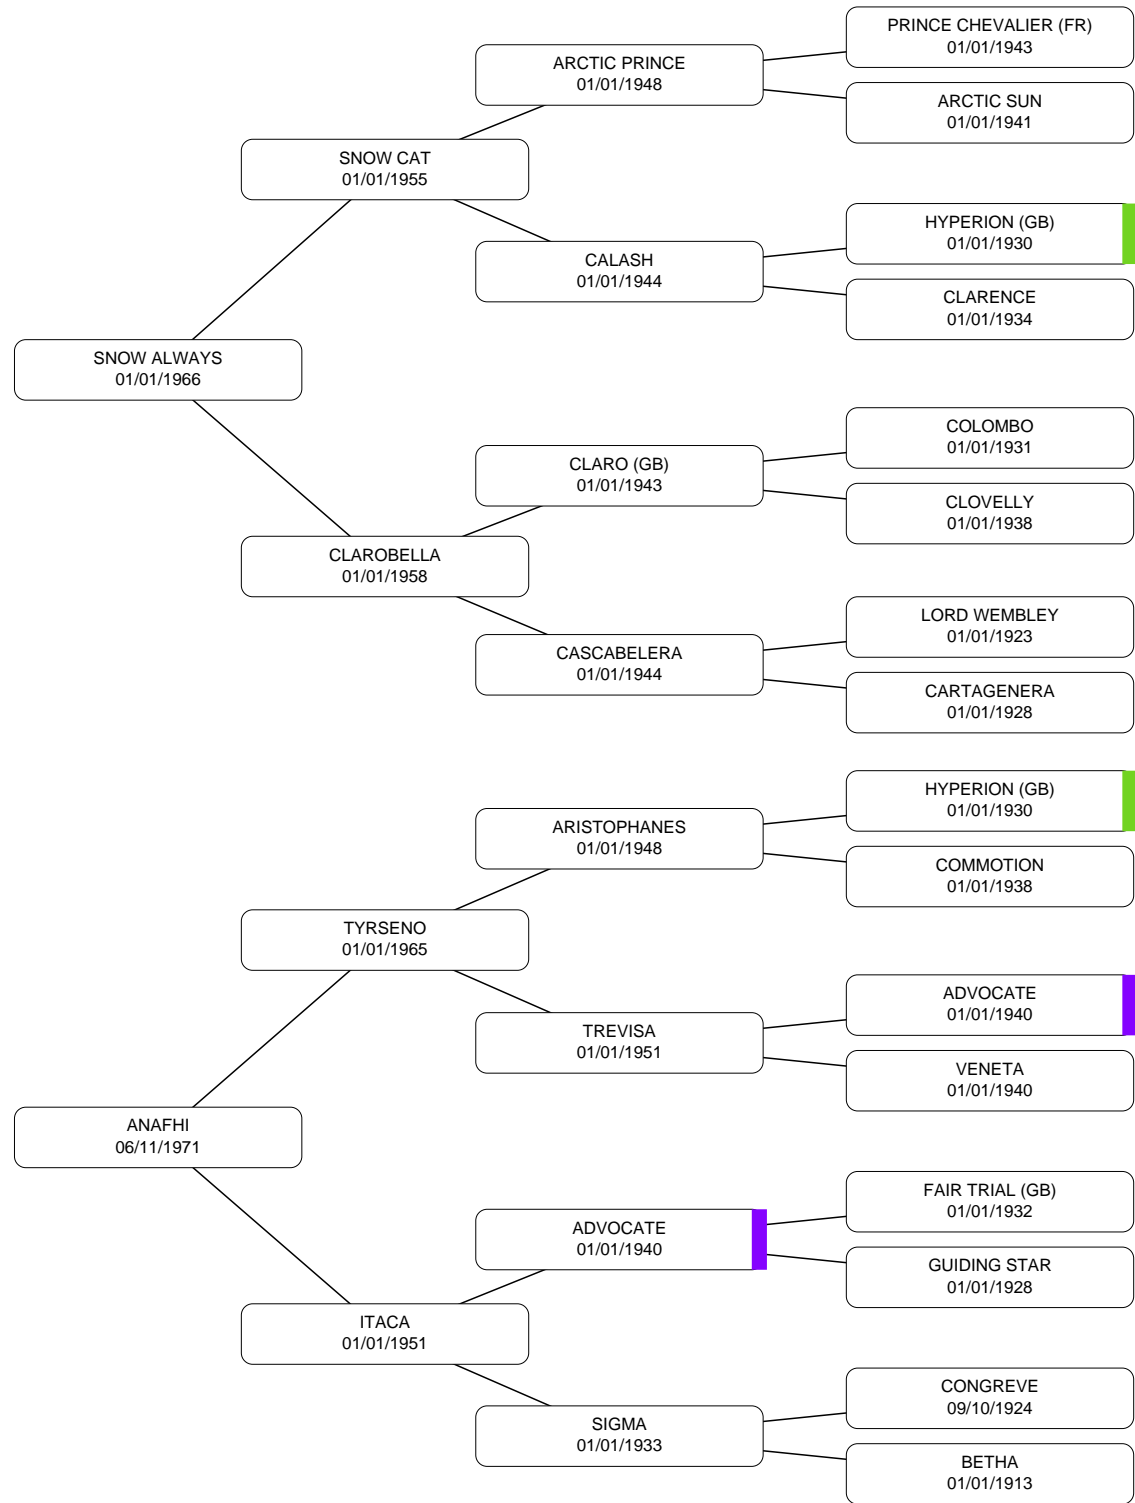 PRINCE CHEVALIER (FR)
01/01/1943
ARCTIC PRINCE
01/01/1948
ARCTIC SUN
01/01/1941
SNOW CAT
01/01/1955
HYPERION (GB)
01/01/1930
CALASH
01/01/1944
CLARENCE
01/01/1934
SNOW ALWAYS
01/01/1966
COLOMBO
01/01/1931
CLARO (GB)
01/01/1943
CLOVELLY
01/01/1938
CLAROBELLA
01/01/1958
LORD WEMBLEY
01/01/1923
CASCABELERA
01/01/1944
CARTAGENERA
01/01/1928
HYPERION (GB)
01/01/1930
ARISTOPHANES
01/01/1948
COMMOTION
01/01/1938
TYRSENO
01/01/1965
ADVOCATE
01/01/1940
TREVISA
01/01/1951
VENETA
01/01/1940
ANAFHI
06/11/1971
FAIR TRIAL (GB)
01/01/1932
ADVOCATE
01/01/1940
GUIDING STAR
01/01/1928
ITACA
01/01/1951
CONGREVE
09/10/1924
SIGMA
01/01/1933
BETHA
01/01/1913